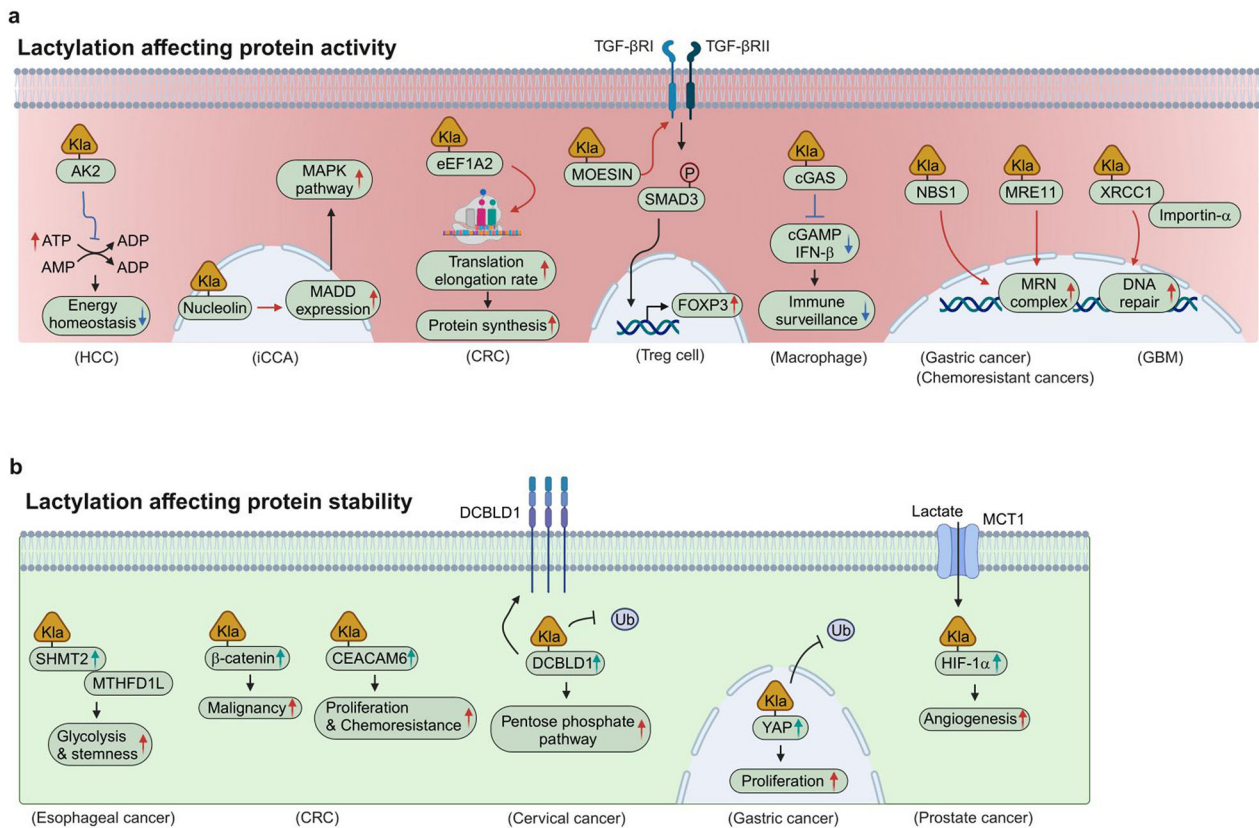 a
Lactylation affecting protein activity
TGF-βRI
TGF-βRII
Kla
AK2
ATP
ADP
AMP
ADP
Energy
homeostasis
(HCC)
MAPK
pathway
Kla
Nucleolin
MADD
expression
(iCCA)
Kla
eEF1A2
Translation
elongation rate
Protein synthesis
(CRC)
Kla
MOESIN
P
SMAD3
FOXP3
(Treg cell)
Kla
cGAS
cGAMP
IFN-β
Immune
surveillance
(Macrophage)
Kla
NBS1
Kla
MRE11
MRN
complex
(Gastric cancer)
(Chemoresistant cancers)
Kla
XRCC1
Importin-α
DNA
repair
(GBM)
b
Lactylation affecting protein stability
Kla
SHMT2
MTHFD1L
Glycolysis
& stemness
(Esophageal cancer)
Kla
β-catenin
Malignancy
Kla
CEACAM6
Proliferation
& Chemoresistance
(CRC)
DCBLD1
Kla
Ub
DCBLD1
Pentose phosphate
pathway
(Cervical cancer)
Ub
Kla
YAP
Proliferation
(Gastric cancer)
Lactate
MCT1
Kla
HIF-1α
Angiogenesis
(Prostate cancer)